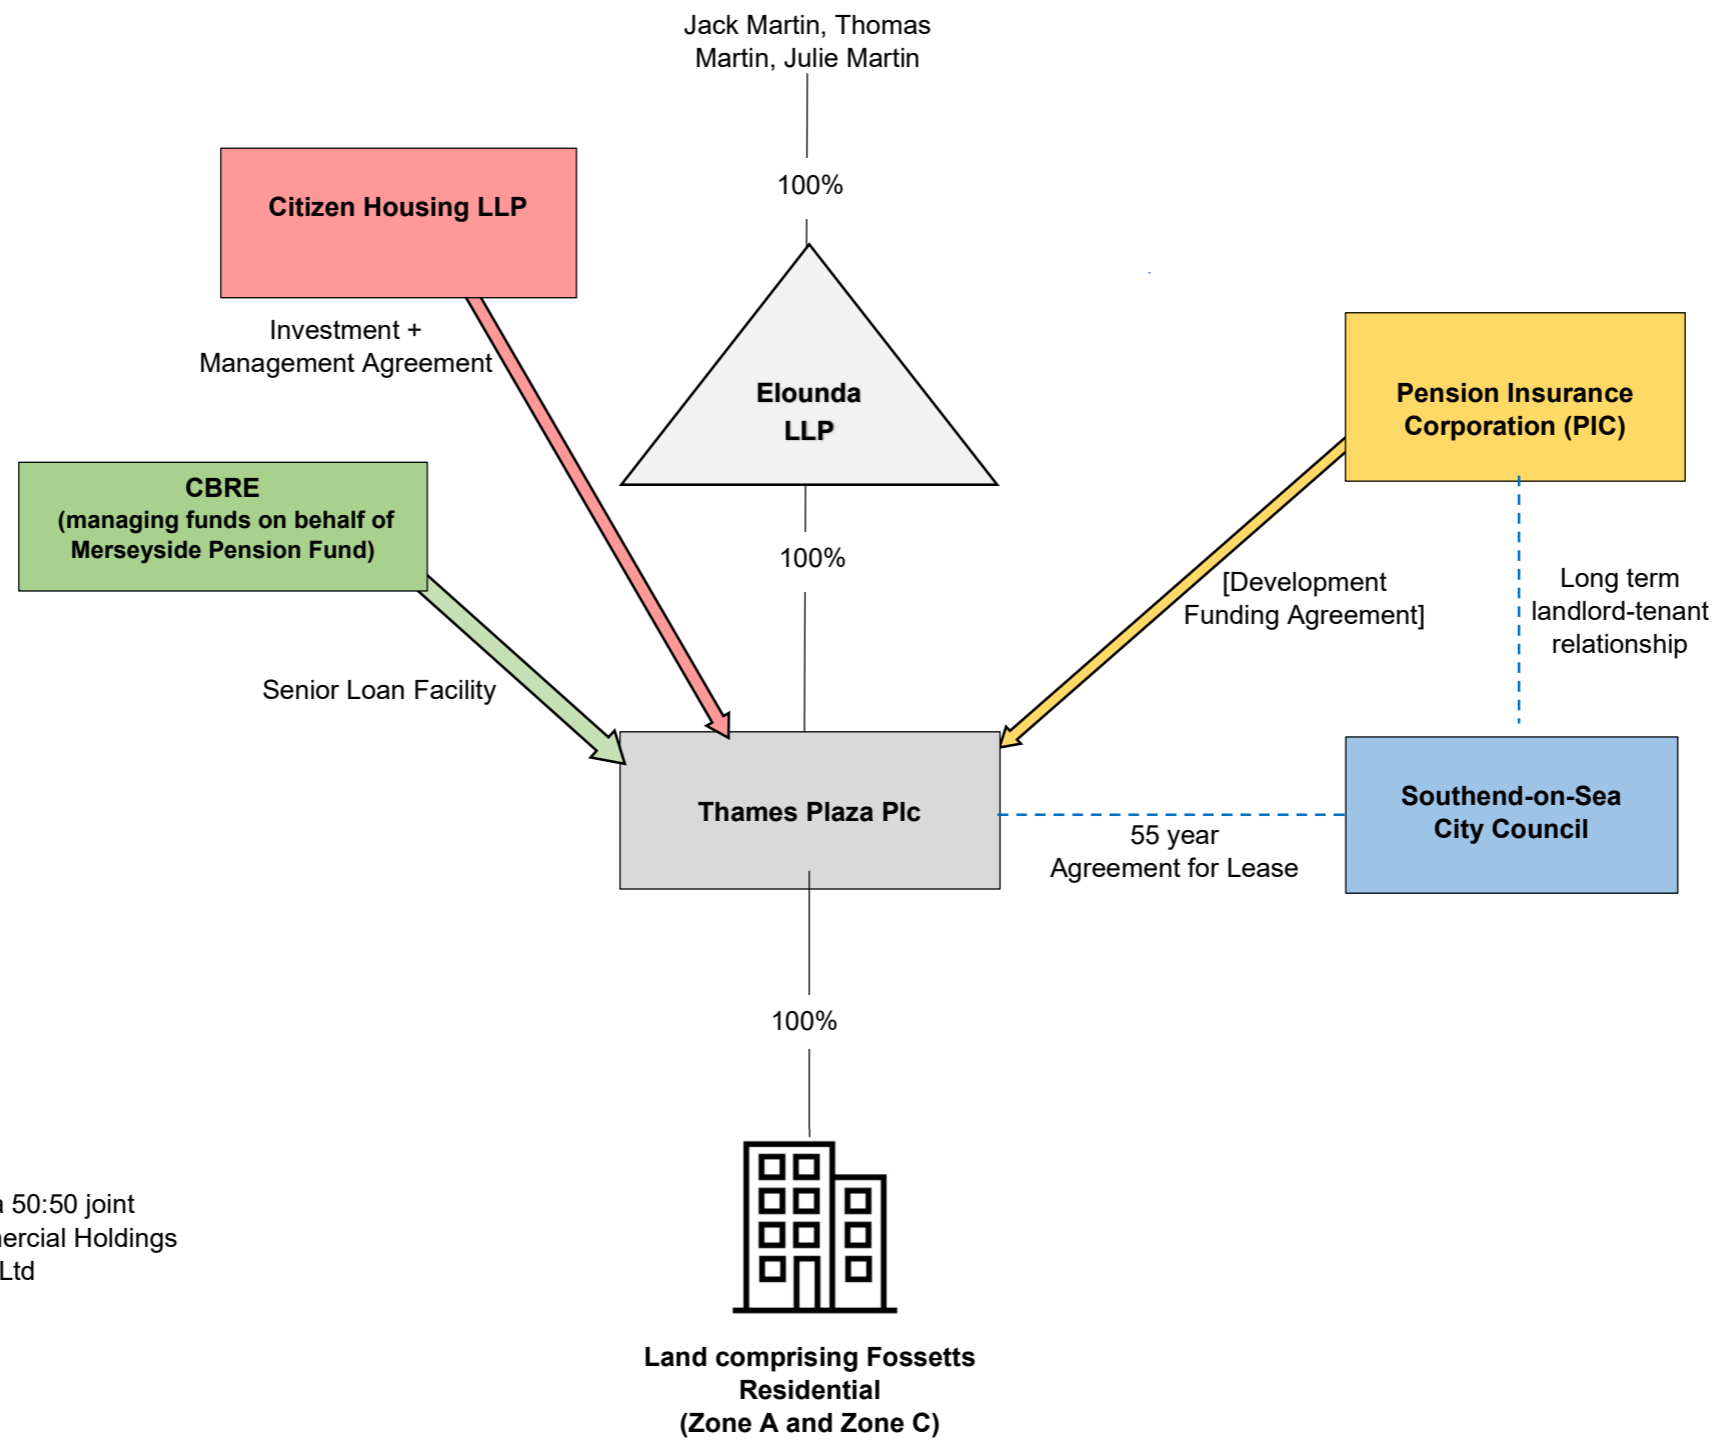 Jack Martin, Thomas
Martin, Julie Martin
100%
Citizen Housing LLP
Investment +
Management Agreement
Elounda
LLP
Pension Insurance
Corporation (PIC)
CBRE
(managing funds on behalf of
Merseyside Pension Fund)
100%
[Development
Funding Agreement]
Long term
landlord-tenant
relationship
Senior Loan Facility
Thames Plaza Plc
55 year
Agreement for Lease
Southend-on-Sea
City Council
100%
50:50 joint
Holdings
Ltd
Land comprising Fossetts
Residential
(Zone A and Zone C)